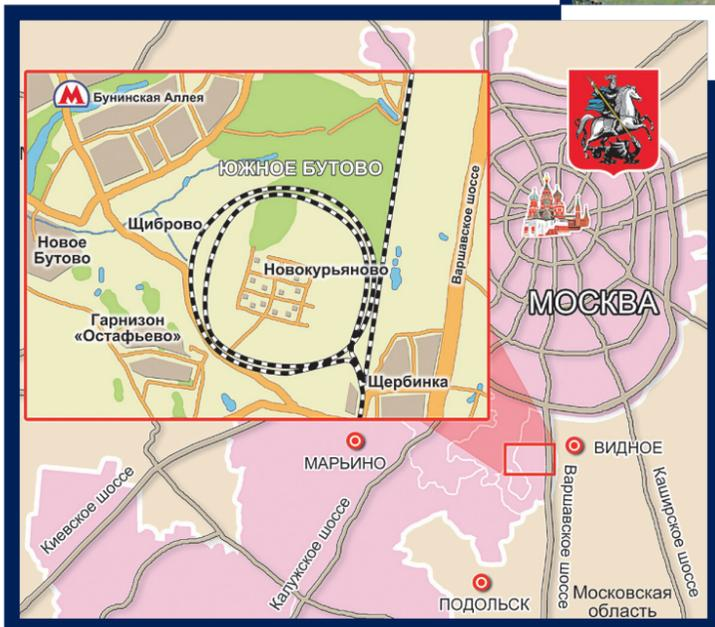 М
Бунинская Аллея
ЮЖНОЕ БУТОВО
Щиброво
Новое
Бутово
Новокурьяново
Гарнизон
«Остафьево»
Щербинка
Варшавское шоссе
МОСКВА
МАРЬИНО
ВИДНОЕ
Киевское шоссе
Калужское шоссе
Варшавское шоссе
Каширское шоссе
ПОДОЛЬСК
Московская
область